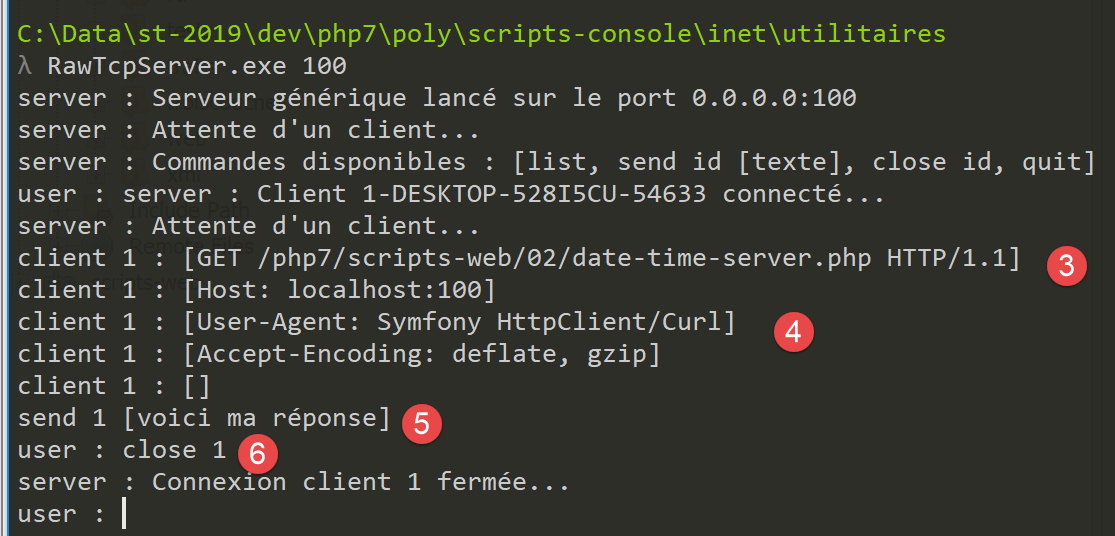 C:\Data\st-2019\dev\php7\poly\scripts-console\inet\utilitaires
λ RawTcpServer.exe 100
server : Serveur générique lancé sur le port 0.0.0.0:100
server : Attente d'un client...
server : Commandes disponibles : [list, send id [texte], close id, quit]
user : server : Client 1-DESKTOP-528I5CU-54633 connecté...
server : Attente d'un client...
client 1 : [GET /php7/scripts-web/02/date-time-server.php HTTP/1.1] 3
client 1 : [Host: localhost:100]
client 1 : [User-Agent: Symfony HttpClient/Curl] 4
client 1 : [Accept-Encoding: deflate, gzip]
client 1 : []
send 1 [voici ma réponse] 5
user : close 1 6
server : Connexion client 1 fermée...
user :
Include Path
Remote Files